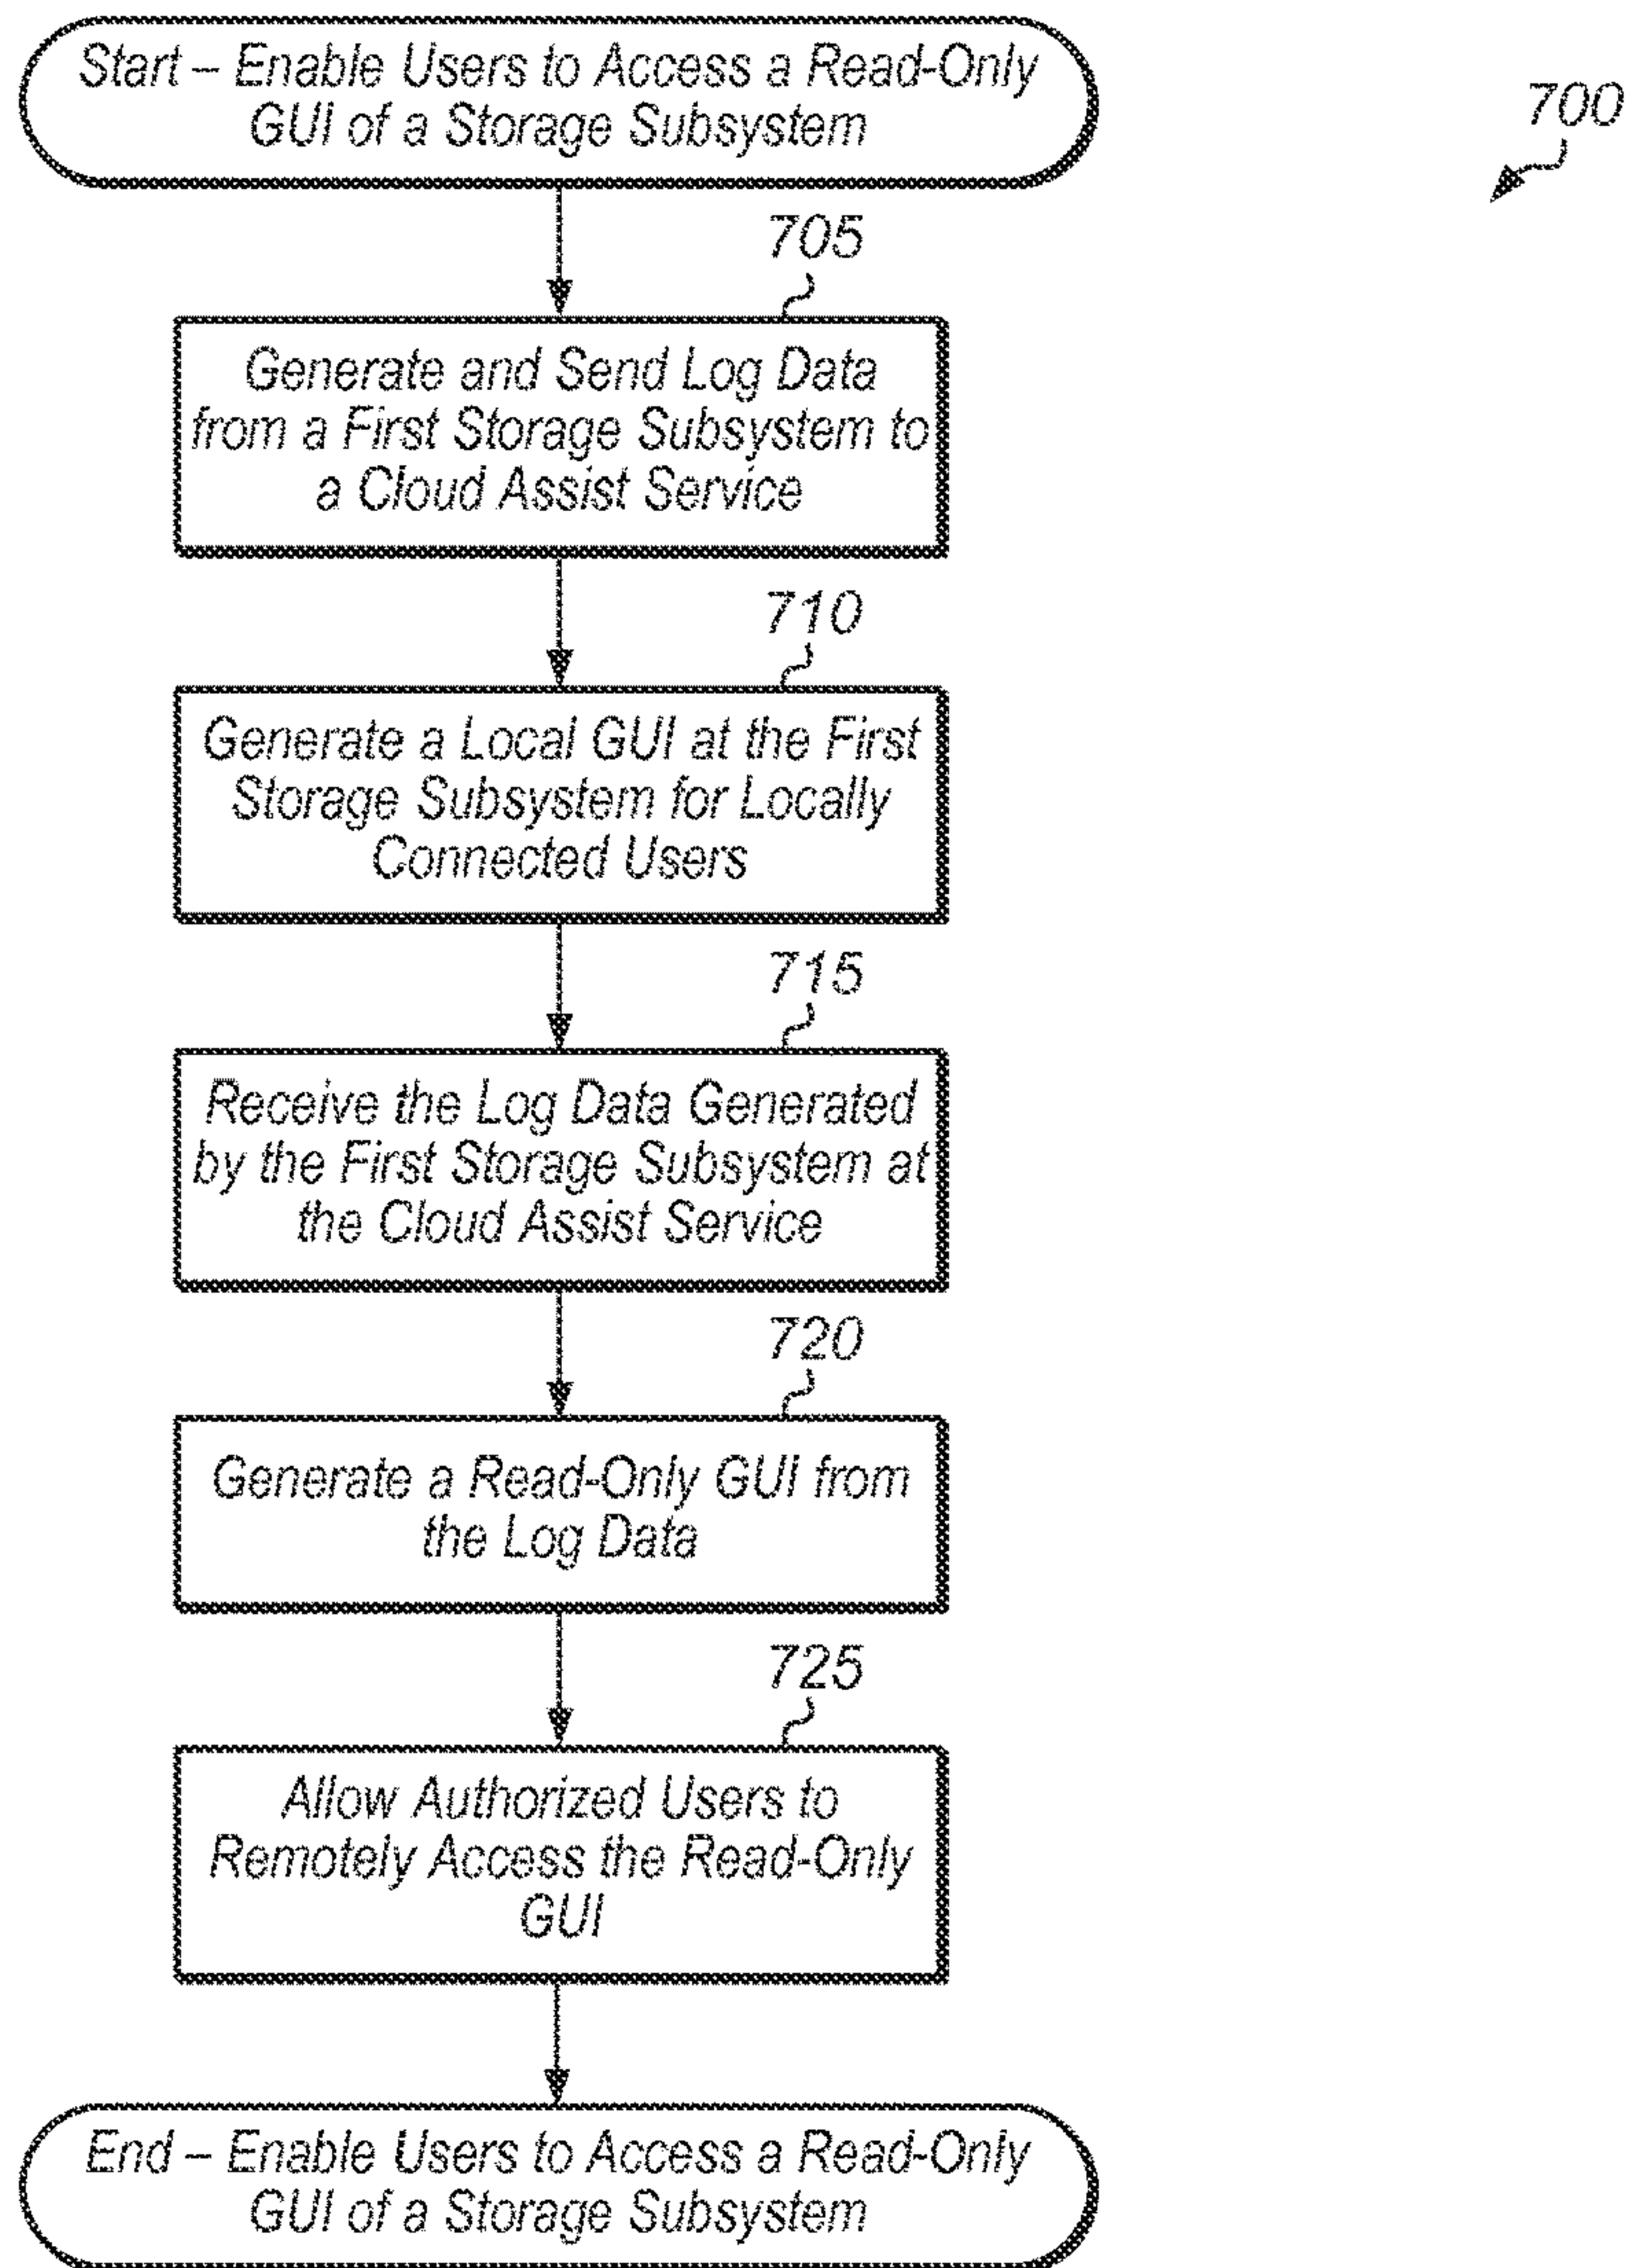 Start – Enable Users to Access a Read-Only
GUI of a Storage Subsystem
700
705
Generate and Send Log Data
from a First Storage Subsystem to
a Cloud Assist Service
710
Generate a Local GUI at the First
Storage Subsystem for Locally
Connected Users
715
Receive the Log Data Generated
by the First Storage Subsystem at
the Cloud Assist Service
720
Generate a Read-Only GUI from
the Log Data
725
Allow Authorized Users to
Remotely Access the Read-Only
GUI
End – Enable Users to Access a Read-Only
GUI of a Storage Subsystem